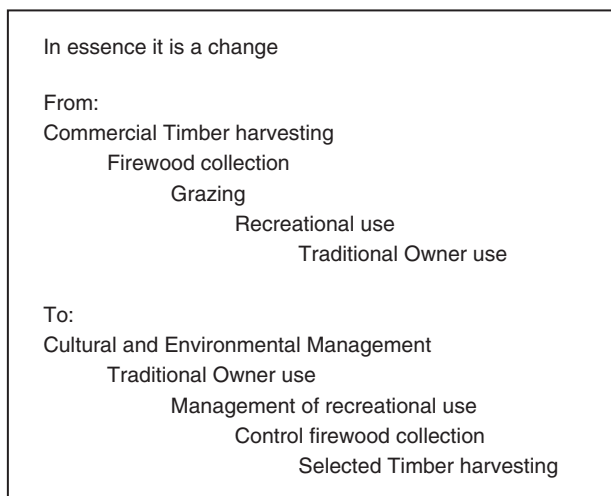 In essence it is a change
From:
Commercial Timber harvesting
Firewood collection
Grazing
Recreational use
Traditional Owner use
To:
Cultural and Environmental Management
Traditional Owner use
Management of recreational use
Control firewood collection
Selected Timber harvesting